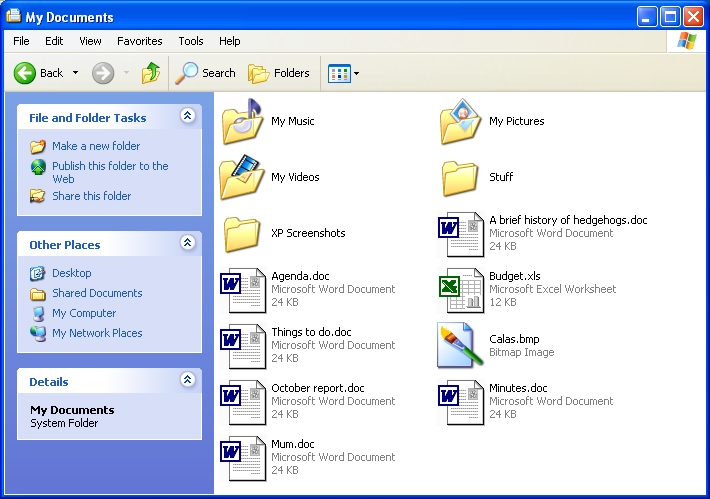 My Documents
File Edit View Favorites Tools Help
Back Search Folders
File and Folder Tasks
Make a new folder
Publish this folder to the
Web
Share this folder
Other Places
Desktop
Shared Documents
My Computer
My Network Places
Details
My Documents
System Folder
My Music
My Pictures
My Videos
Stuff
XP Screenshots
A brief history of hedgehogs.doc
Microsoft Word Document
24 KB
Agenda.doc
Microsoft Word Document
24 KB
Budget.xls
Microsoft Excel Worksheet
12 KB
Things to do.doc
Microsoft Word Document
24 KB
Calas.bmp
Bitmap Image
October report.doc
Microsoft Word Document
24 KB
Minutes.doc
Microsoft Word Document
24 KB
Mum.doc
Microsoft Word Document
24 KB